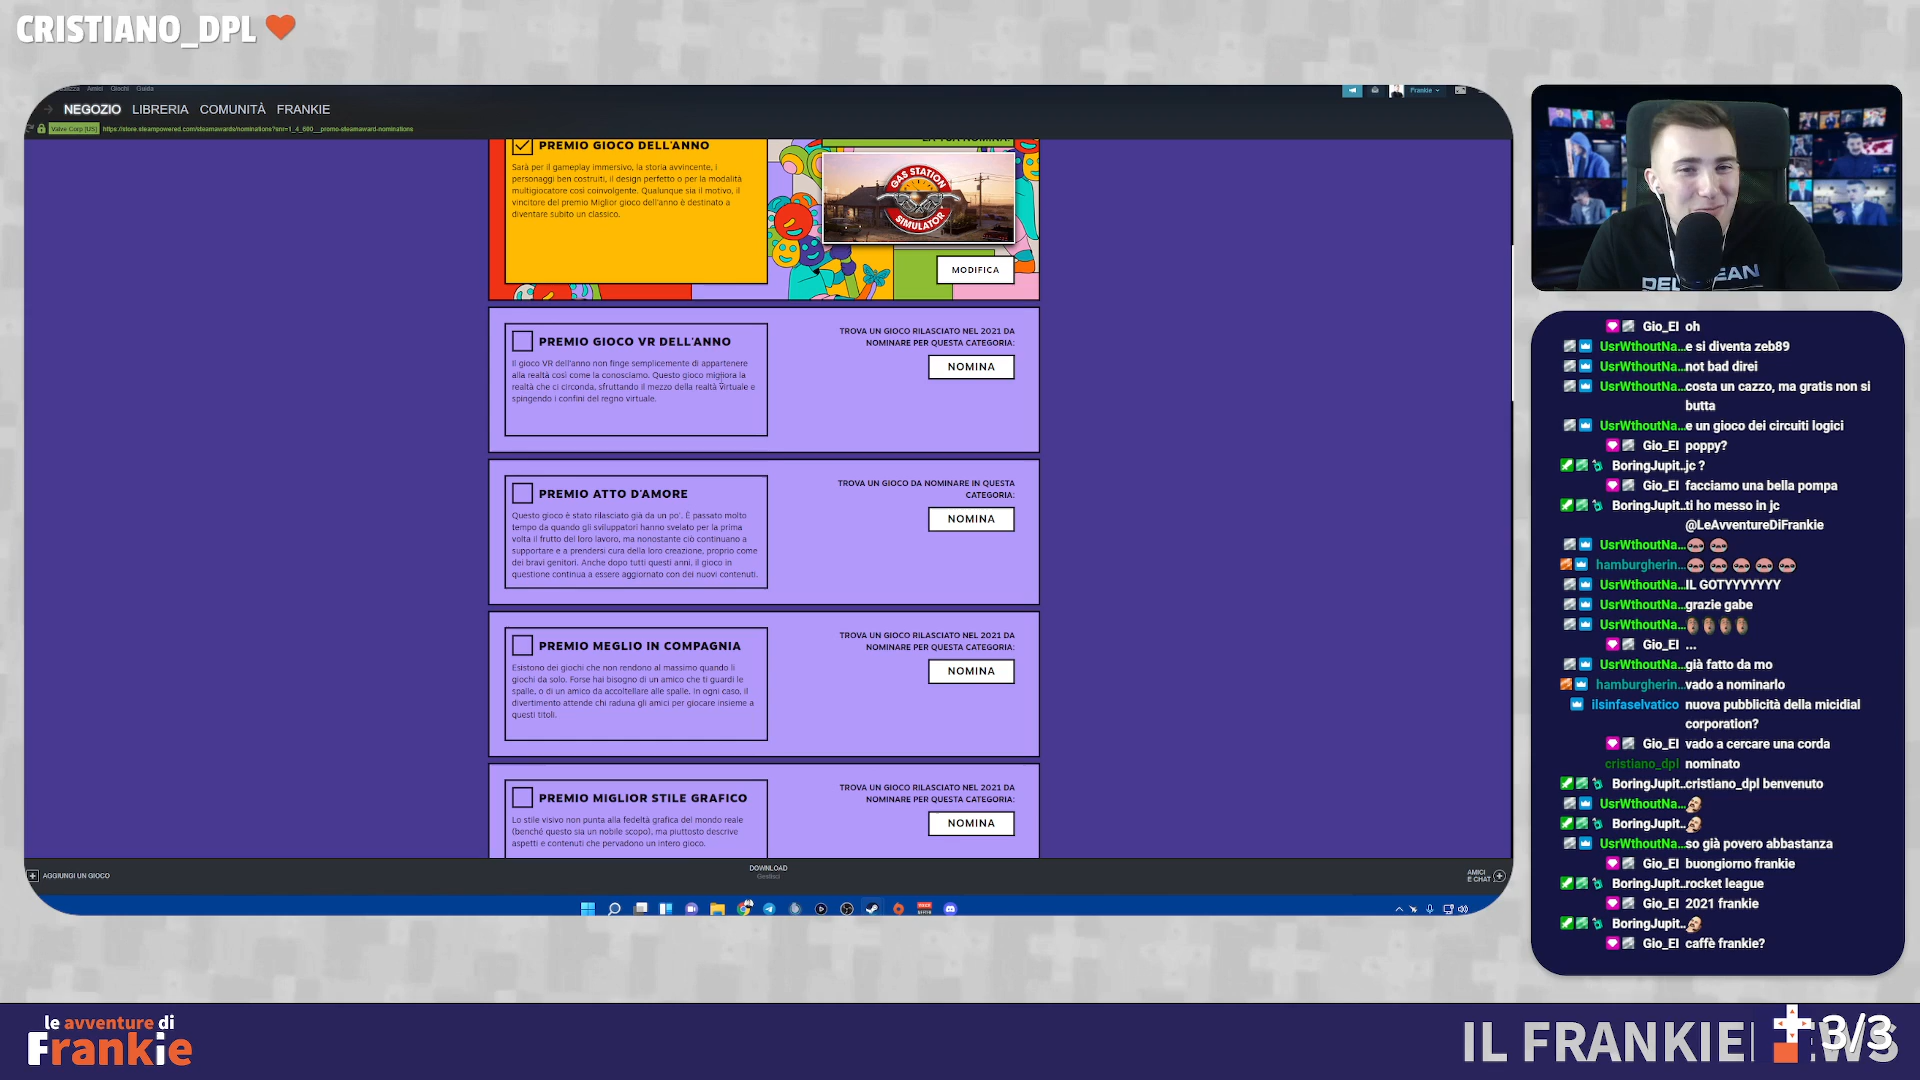 CRISTIANO_DPL
Amici Giochi Guida
Frankie
NEGOZIO LIBRERIA COMUNITÀ FRANKIE
Valve Corp [US] https://store.steampowered.com/steamawards/nominations?snr=1_4_600__promo-steamaward-nominations
PREMIO GIOCO DELL'ANNO
Sarà per il gameplay immersivo, la storia avvincente, i
personaggi ben costruiti, il design perfetto o per la modalità
multigiocatore così coinvolgente. Qualunque sia il motivo, il
vincitore del premio Miglior gioco dell'anno è destinato a
diventare subito un classico.
GAS STATION
SIMULATOR
MODIFICA
PREMIO GIOCO VR DELL'ANNO
Il gioco VR dell'anno non finge semplicemente di appartenere
alla realtà così come la conosciamo. Questo gioco migliora la
realtà che ci circonda, sfruttando il mezzo della realtà virtuale e
spingendo i confini del regno virtuale.
TROVA UN GIOCO RILASCIATO NEL 2021 DA
NOMINARE PER QUESTA CATEGORIA:
NOMINA
PREMIO ATTO D'AMORE
Questo gioco è stato rilasciato già da un po'. È passato molto
tempo da quando gli sviluppatori hanno svelato per la prima
volta il frutto del loro lavoro, ma nonostante ciò continuano a
supportare e a prendersi cura della loro creazione, proprio come
dei bravi genitori. Anche dopo tutti questi anni, il gioco in
questione continua a essere aggiornato con dei nuovi contenuti.
TROVA UN GIOCO DA NOMINARE IN QUESTA
CATEGORIA:
NOMINA
PREMIO MEGLIO IN COMPAGNIA
Esistono dei giochi che non rendono al massimo quando li
giochi da solo. Forse hai bisogno di un amico che ti guardi le
spalle, o di un amico da accoltellare alle spalle. In ogni caso, il
divertimento attende chi raduna gli amici per giocare insieme a
questi titoli.
TROVA UN GIOCO RILASCIATO NEL 2021 DA
NOMINARE PER QUESTA CATEGORIA:
NOMINA
PREMIO MIGLIOR STILE GRAFICO
Lo stile visivo non punta alla fedeltà grafica del mondo reale
(benché questo sia un nobile scopo), ma piuttosto descrive
aspetti e contenuti che pervadono un intero gioco.
TROVA UN GIOCO RILASCIATO NEL 2021 DA
NOMINARE PER QUESTA CATEGORIA:
NOMINA
AGGIUNGI UN GIOCO
DOWNLOAD
Gestisci
AMICI
E CHAT
Gio_El oh
UsrWthoutNa... e si diventa zeb89
UsrWthoutNa... not bad direi
UsrWthoutNa... costa un cazzo, ma gratis non si
butta
UsrWthoutNa... e un gioco dei circuiti logici
Gio_El poppy?
BoringJupit.. jc ?
Gio_El facciamo una bella pompa
BoringJupit.. ti ho messo in jc
@LeAvventureDiFrankie
UsrWthoutNa...
hamburgherin...
UsrWthoutNa... IL GOTYYYYYYY
UsrWthoutNa... grazie gabe
UsrWthoutNa...
Gio_El ...
UsrWthoutNa... già fatto da mo
hamburgherin... vado a nominarlo
ilsinfaselvatico nuova pubblicità della micidial
corporation?
Gio_El vado a cercare una corda
cristiano_dpl nominato
BoringJupit.. cristiano_dpl benvenuto
UsrWthoutNa...
BoringJupit..
UsrWthoutNa... so già povero abbastanza
Gio_El buongiorno frankie
BoringJupit.. rocket league
Gio_El 2021 frankie
BoringJupit..
Gio_El caffè frankie?
le avventure di
Frankie
IL FRANKIE
3/3